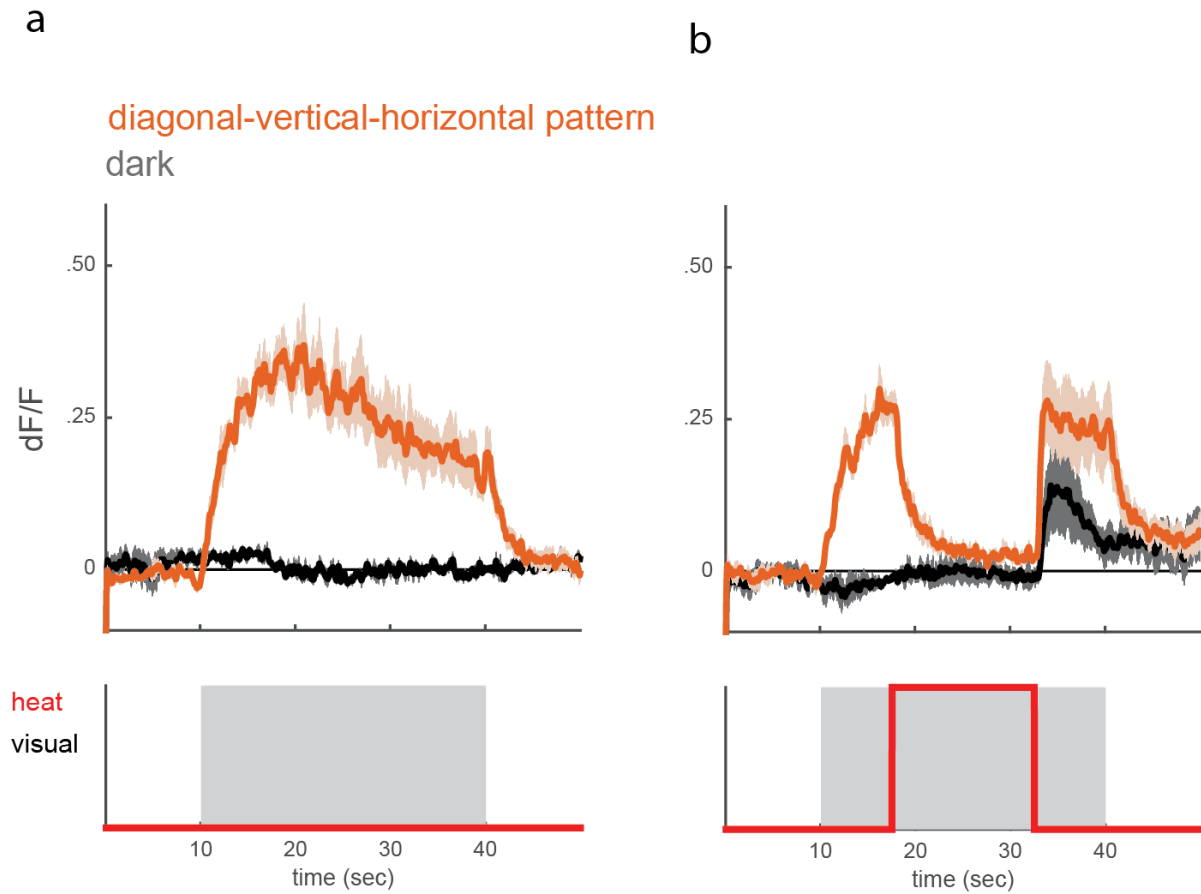 a
b
diagonal-vertical-horizontal pattern
dark
.50
.25
0
dF/F
.50
.25
0
heat
visual
10 20 30 40
time (sec)
10 20 30 40
time (sec)